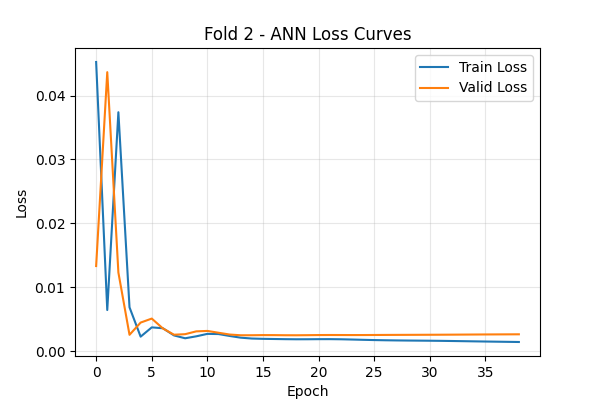 Fold 2 - ANN Loss Curves
Train Loss
Valid Loss
0.04
0.03
0.02
0.01
0.00
Loss
0 5 10 15 20 25 30 35
Epoch